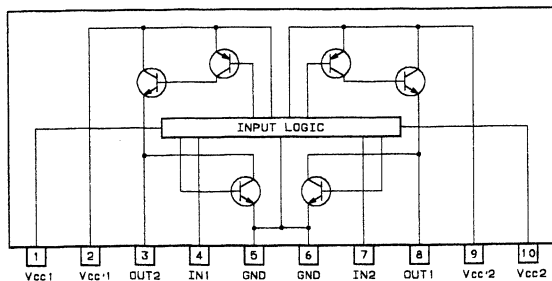 INPUT LOGIC
1 2 3 4 5 6 7 8 9 10
Vcc1 Vcc'1 OUT2 IN1 GND GND IN2 OUT1 Vcc'2 Vcc2